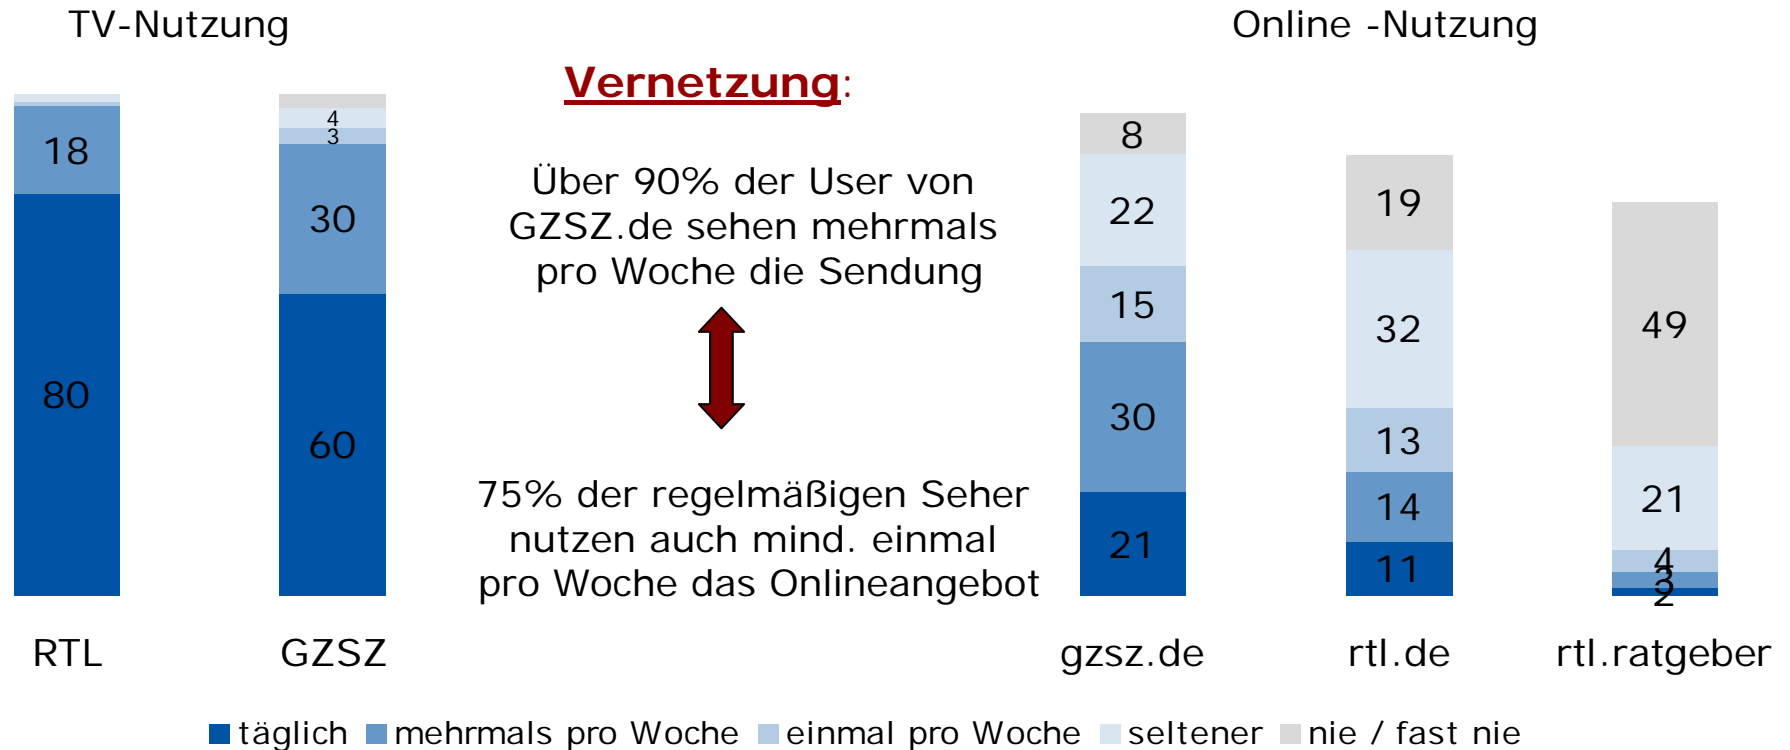 TV-Nutzung
Online -Nutzung
Vernetzung:
18
80
4
3
30
60
Über 90% der User von
GZSZ.de sehen mehrmals
pro Woche die Sendung
75% der regelmäßigen Seher
nutzen auch mind. einmal
pro Woche das Onlineangebot
8
22
15
30
21
19
32
13
14
11
49
21
4
3
2
RTL
GZSZ
gzsz.de
rtl.de
rtl.ratgeber
täglich mehrmals pro Woche einmal pro Woche seltener nie / fast nie